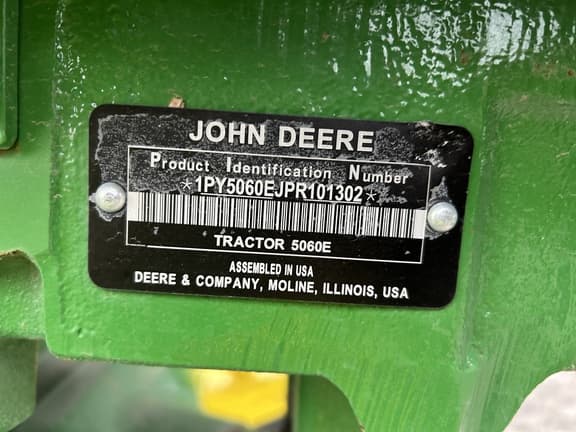 JOHN DEERE
Product Identification Number
*1PY5060EJPR101302*
TRACTOR 5060E
ASSEMBLED IN USA
DEERE & COMPANY, MOLINE, ILLINOIS, USA